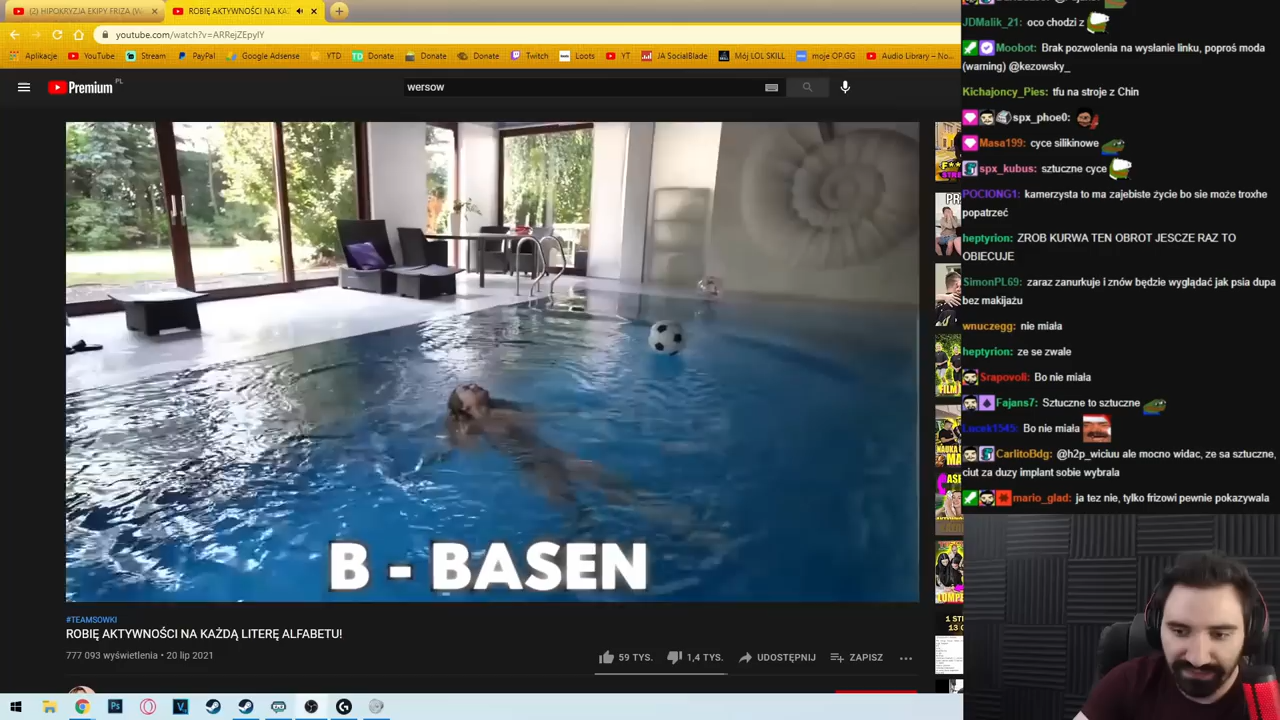 (2) HIPOKRYZJA EKIPY FRIZA (W
ROBIĘ AKTYWNOŚCI NA KA
youtube.com/watch?v=ARRejZEpyIY
Aplikacje
YouTube
Stream
PayPal
Google Adsense
YTD
Donate
Donate
Donate
Twitch
Loots
YT
JA SocialBlade
Mój LOL SKILL
moje OP.GG
Audio Library – No...
Premium PL
wersow
B - BASEN
#TEAMSOWKI
ROBIĘ AKTYWNOŚCI NA KAŻDĄ LITERĘ ALFABETU!
777 093 wyświetlenia • 20 lip 2021
59 TYS.
1,4 TYS.
UDOSTĘPNIJ
ZAPISZ
JDMalik_21: oco chodzi z
Moobot: Brak pozwolenia na wysłanie linku, poproś moda
(warning) @kezowsky_
Kichajoncy_Pies: tfu na stroje z Chin
spx_phoe0:
Masa199: cyce silikinowe
spx_kubus: sztuczne cyce
POCIONG1: kamerzysta to ma zajebiste życie bo sie może troxhe
popatrzeć
heptyrion: ZROB KURWA TEN OBROT JESCZE RAZ TO
OBIECUJE
SimonPL69: zaraz zanurkuje i znów będzie wyglądać jak psia dupa
bez makijażu
wnuczegg: nie miała
heptyrion: ze se zwale
Srapovoli: Bo nie miała
Fajans7: Sztuczne to sztuczne
Lucek1545: Bo nie miała
CarlitoBdg: @h2p_wiciuu ale mocno widac, ze sa sztuczne,
ciut za duzy implant sobie wybrala
mario_glad: ja tez nie, tylko frizowi pewnie pokazywala